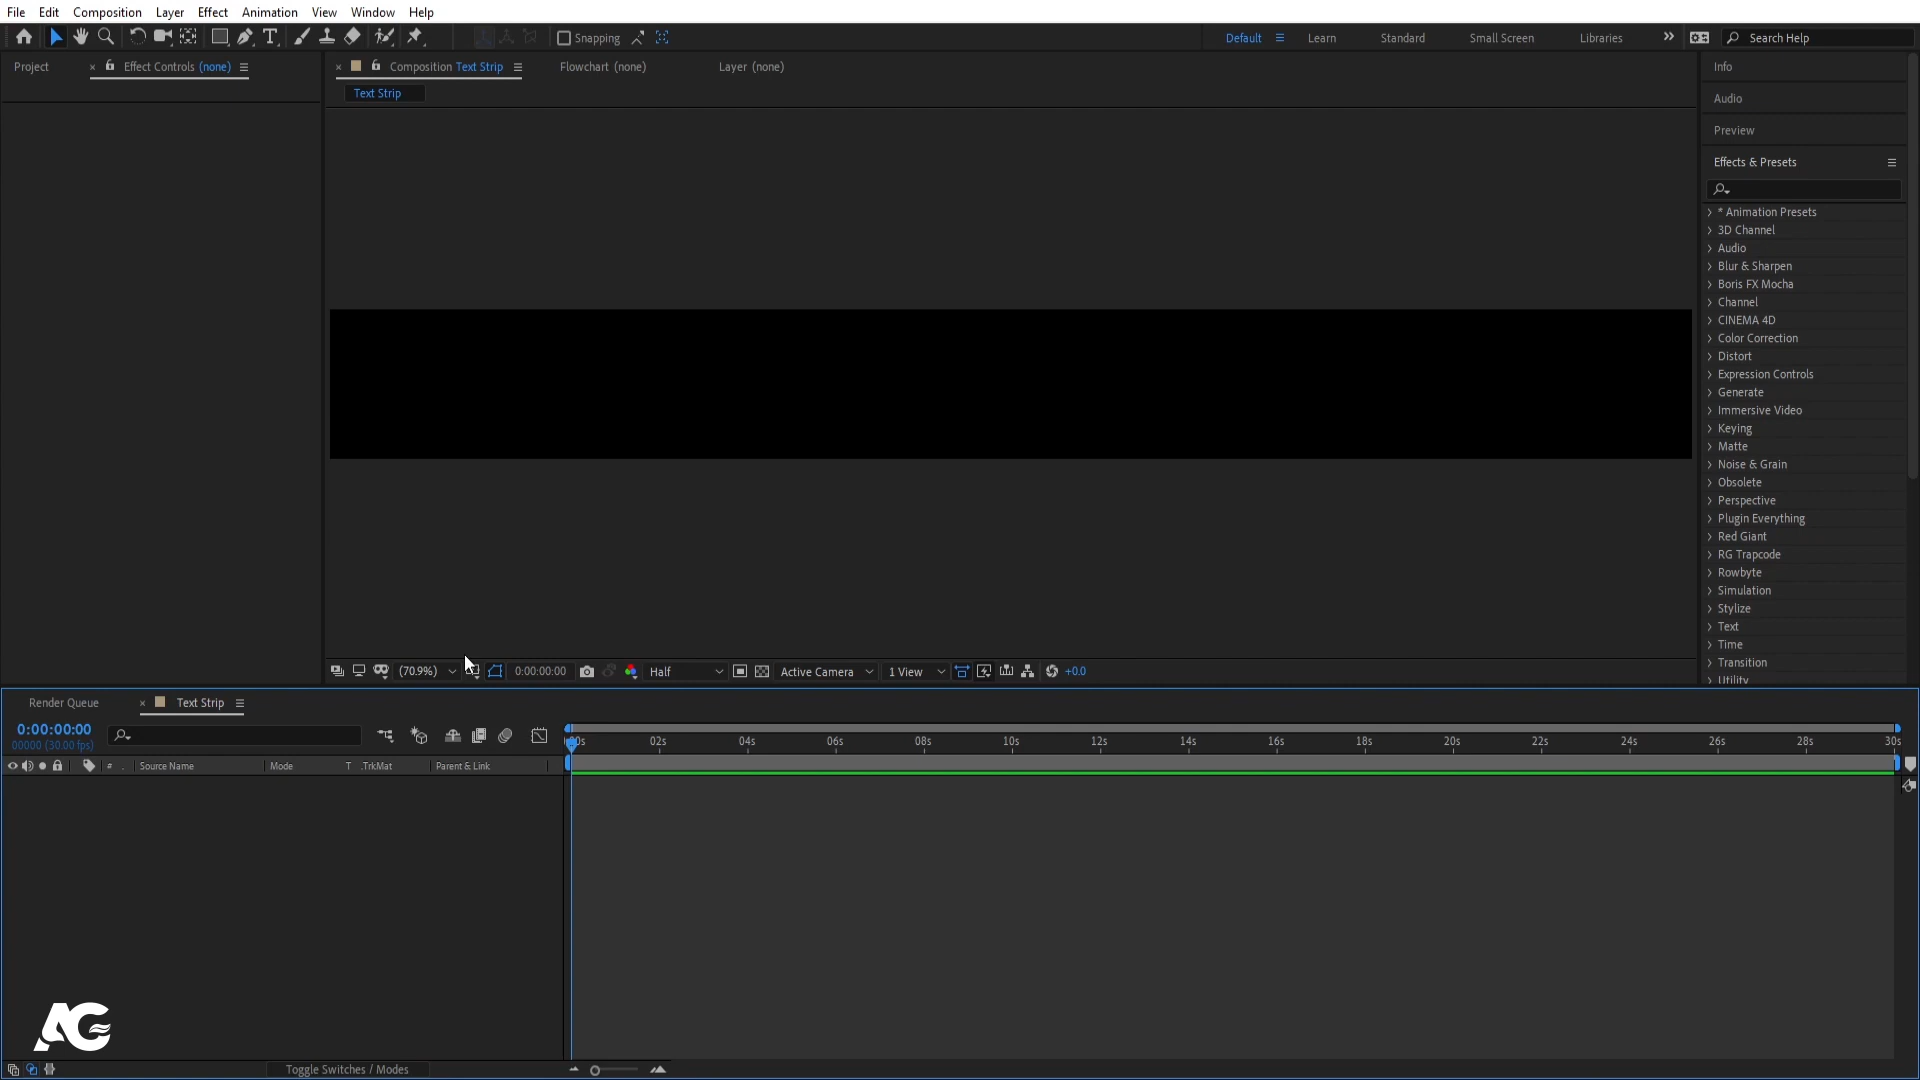 File Edit Composition Layer Effect Animation View Window Help
Snapping Default Learn Standard Small Screen Libraries Search Help
Project Effect Controls (none) Composition Text Strip Flowchart (none) Layer (none) Info
Text Strip
Audio
Preview
Effects & Presets
* Animation Presets
3D Channel
Audio
Blur & Sharpen
Boris FX Mocha
Channel
CINEMA 4D
Color Correction
Distort
Expression Controls
Generate
Immersive Video
Keying
Matte
Noise & Grain
Obsolete
Perspective
Plugin Everything
Red Giant
RG Trapcode
Rowbyte
Simulation
Stylize
Text
Time
Transition
Utility
(70.9%) 0:00:00:00 Half Active Camera 1 View +0.0
Render Queue Text Strip
0:00:00:00
00000 (30.00 fps)
02s 04s 06s 08s 10s 12s 14s 16s 18s 20s 22s 24s 26s 28s 30s
# . Source Name Mode T .TrkMat Parent & Link
AG
Toggle Switches / Modes